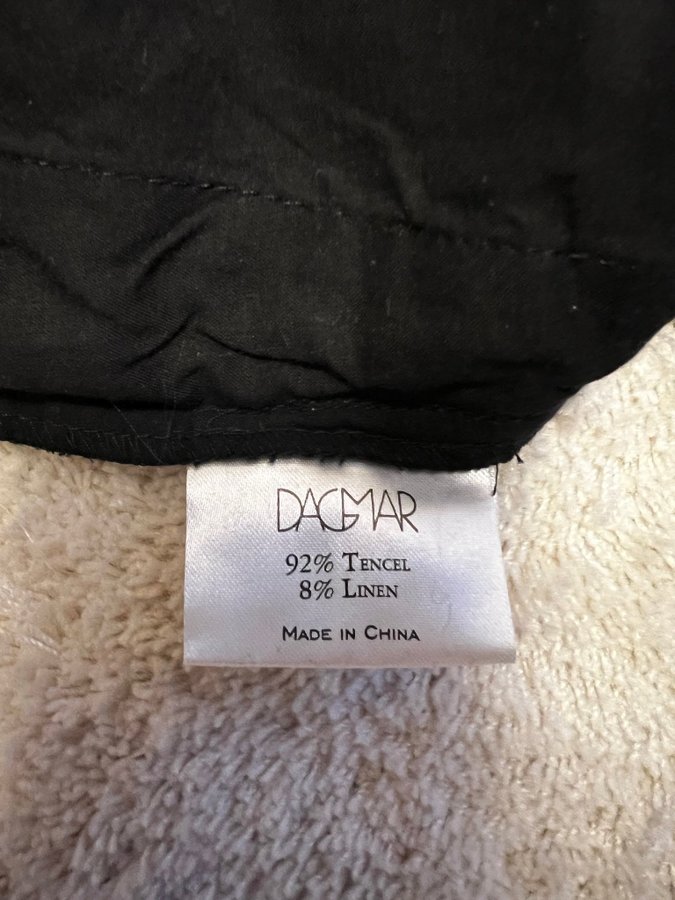 DAGMAR
92% TENCEL
8% LINEN
MADE IN CHINA